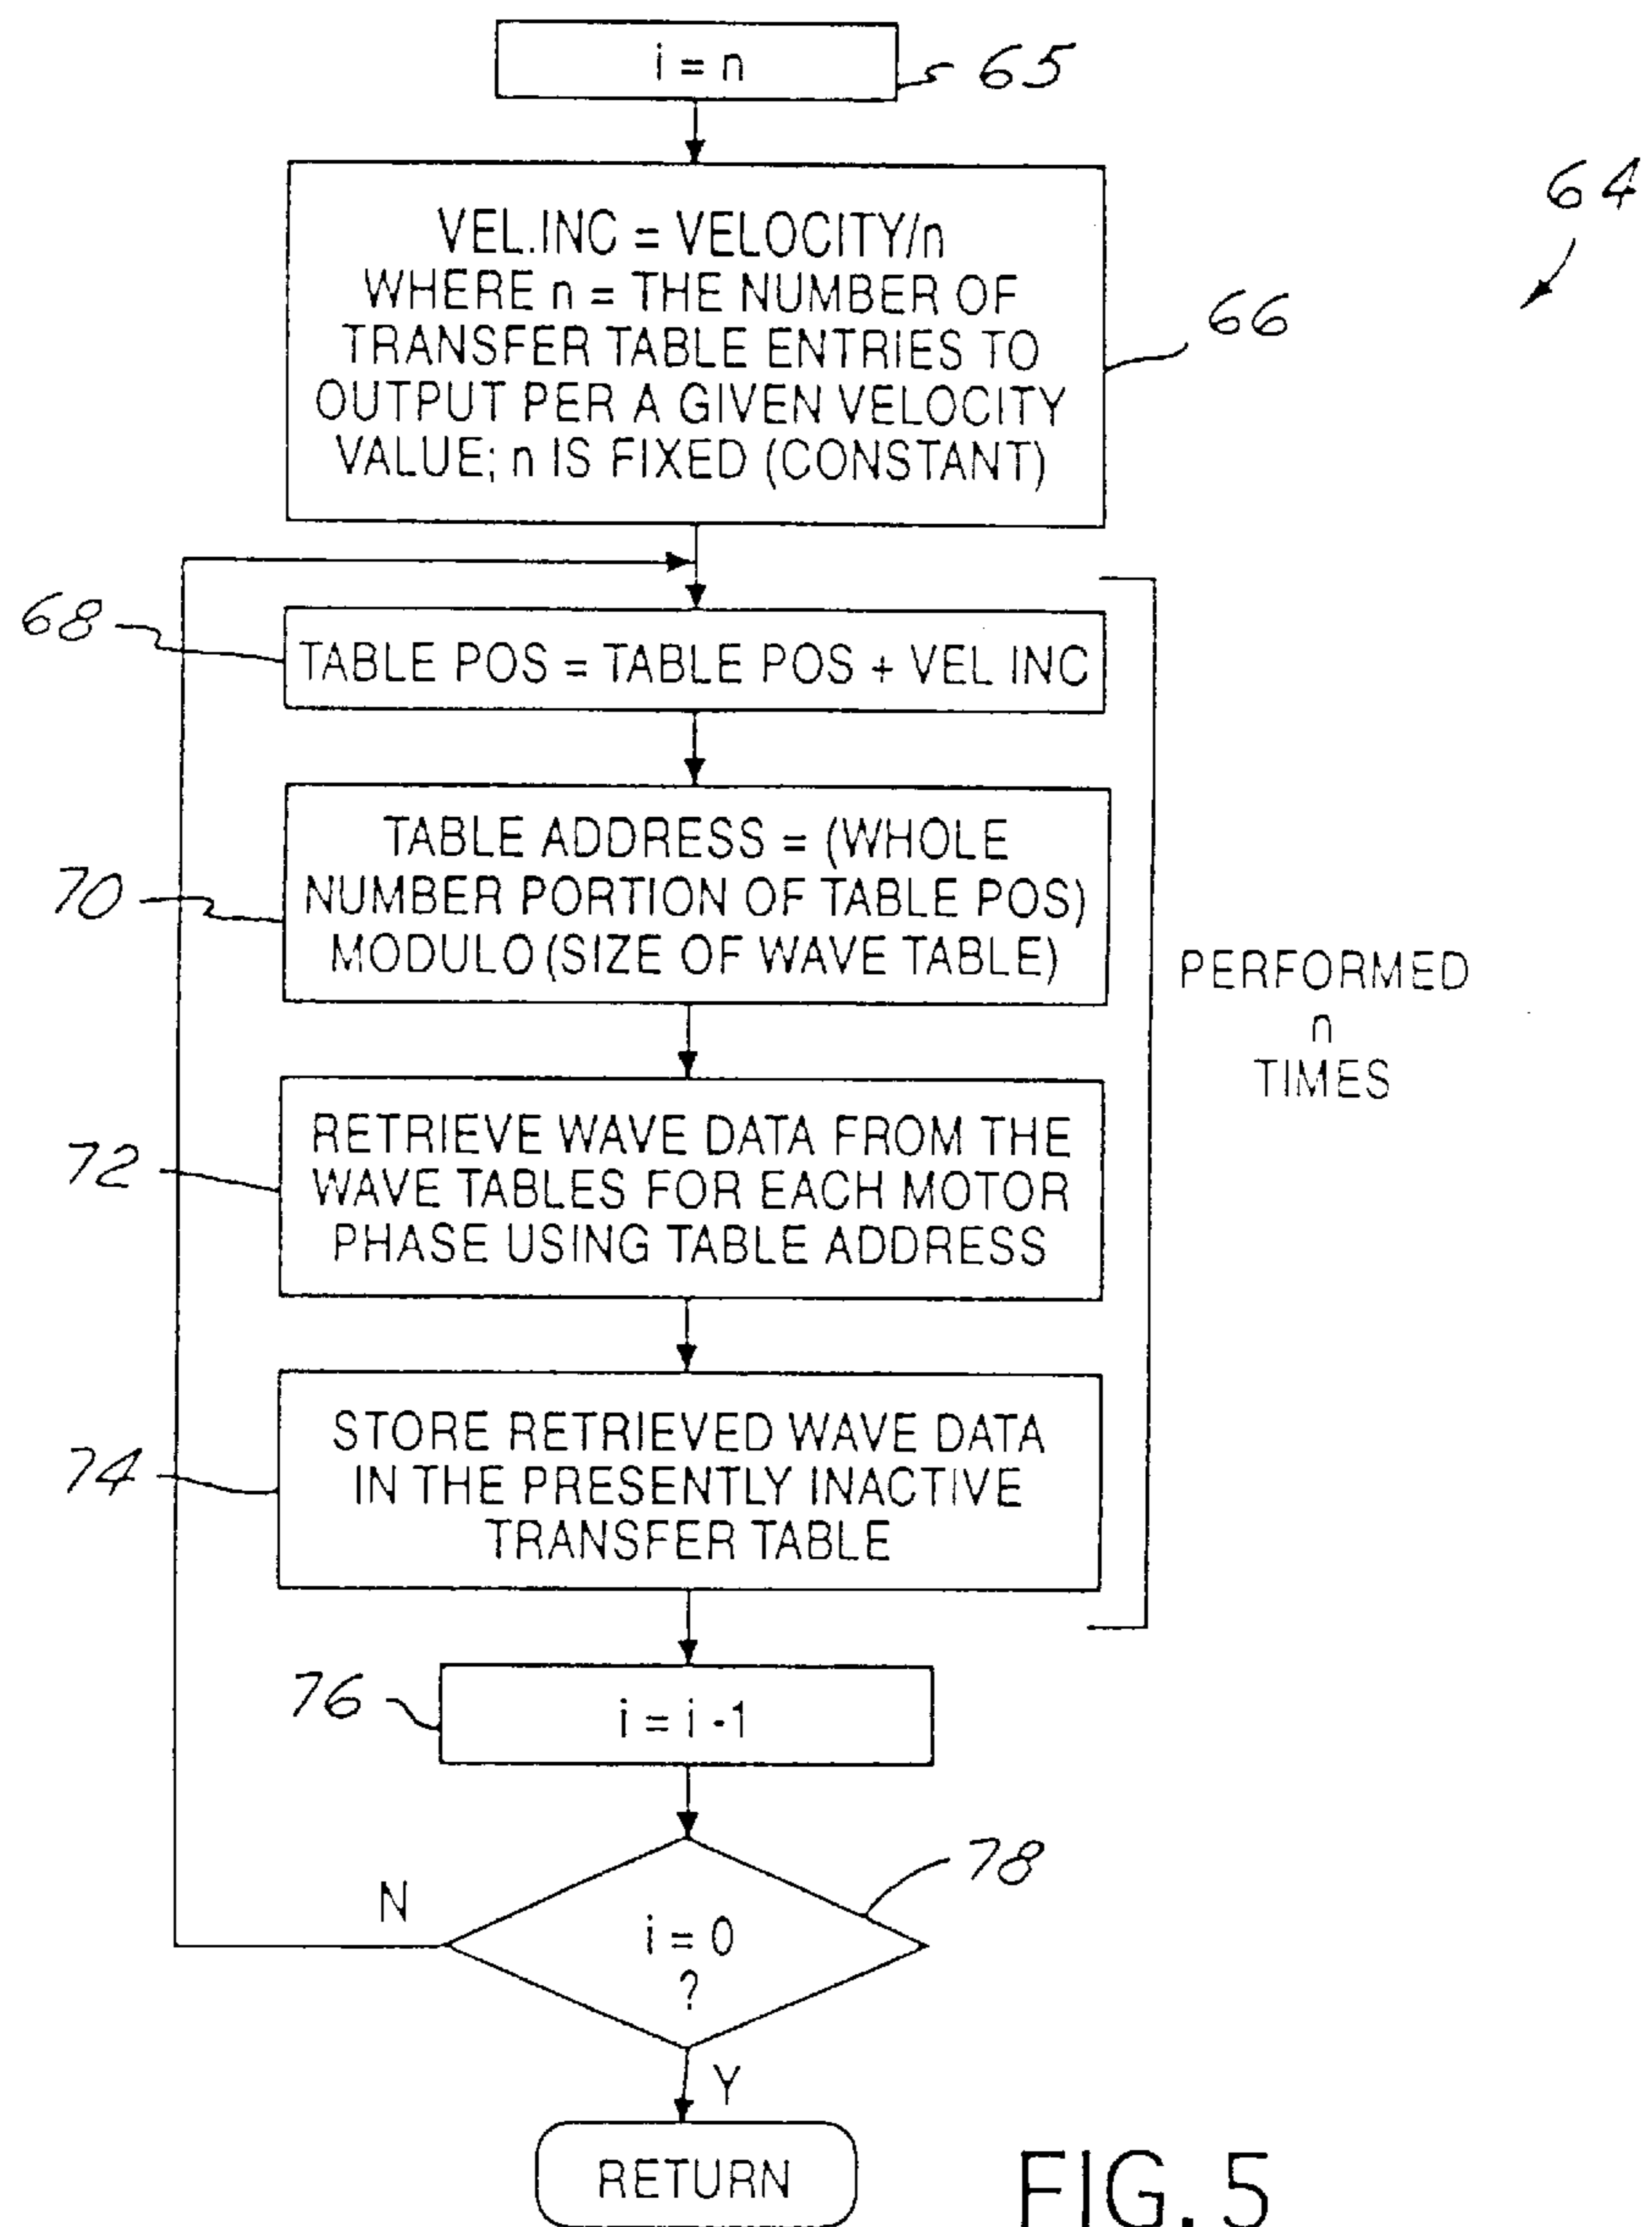 i = n
65
64
VEL.INC = VELOCITY/n
WHERE n = THE NUMBER OF
TRANSFER TABLE ENTRIES TO
OUTPUT PER A GIVEN VELOCITY
VALUE; n IS FIXED (CONSTANT)
66
68
TABLE POS = TABLE POS + VEL INC
70
TABLE ADDRESS = (WHOLE
NUMBER PORTION OF TABLE POS)
MODULO (SIZE OF WAVE TABLE)
PERFORMED
n
TIMES
72
RETRIEVE WAVE DATA FROM THE
WAVE TABLES FOR EACH MOTOR
PHASE USING TABLE ADDRESS
74
STORE RETRIEVED WAVE DATA
IN THE PRESENTLY INACTIVE
TRANSFER TABLE
76
i = i -1
78
N
i = 0
?
Y
RETURN
FIG. 5